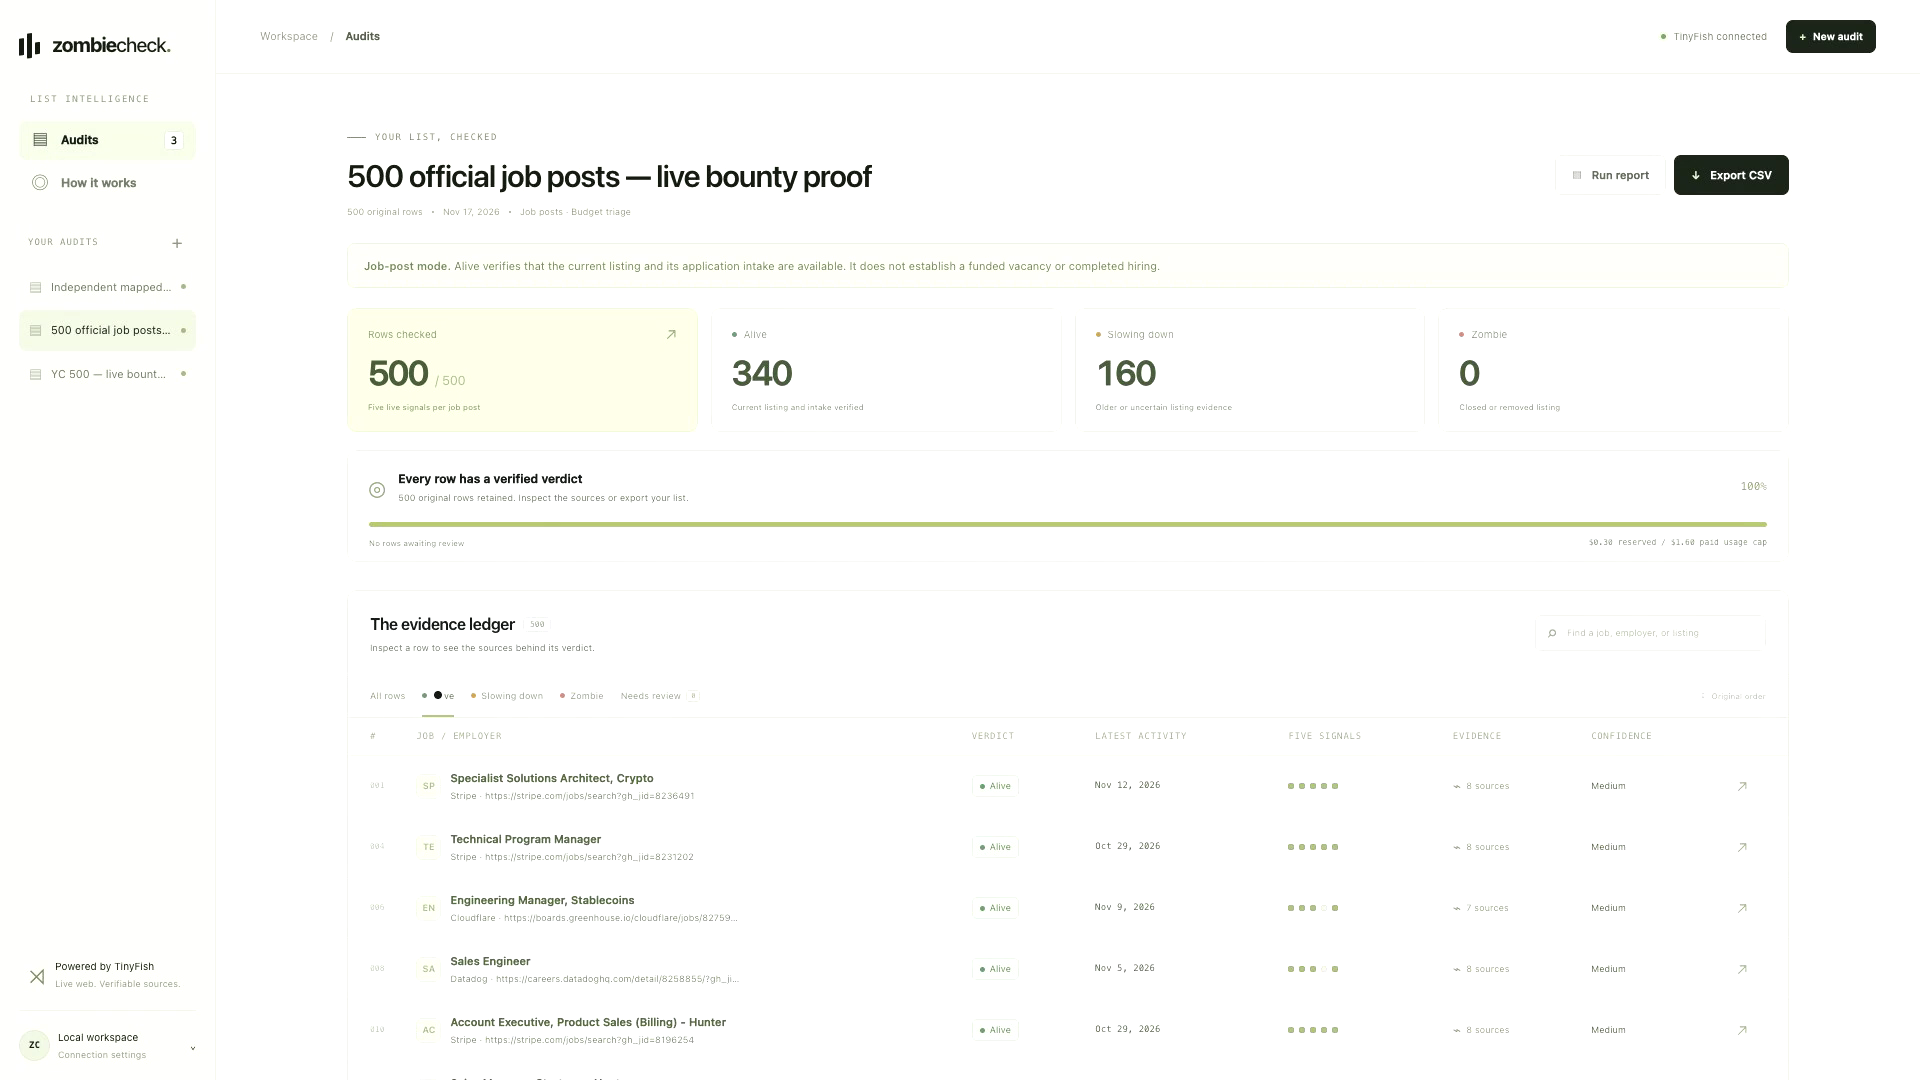 zombiecheck.
Workspace / Audits
TinyFish connected
+ New audit
LIST INTELLIGENCE
Audits 3
How it works
YOUR AUDITS +
Independent mapped...
500 official job posts...
YC 500 — live bount...
Powered by TinyFish
Live web. Verifiable sources.
ZC Local workspace
Connection settings
YOUR LIST, CHECKED
500 official job posts — live bounty proof
Run report
↓ Export CSV
500 original rows • Nov 17, 2026 • Job posts · Budget triage
Job-post mode. Alive verifies that the current listing and its application intake are available. It does not establish a funded vacancy or completed hiring.
Rows checked ↗
500 / 500
Five live signals per job post
Alive
340
Current listing and intake verified
Slowing down
160
Older or uncertain listing evidence
Zombie
0
Closed or removed listing
Every row has a verified verdict
500 original rows retained. Inspect the sources or export your list.
100%
No rows awaiting review
$0.30 reserved / $1.60 paid usage cap
The evidence ledger 500
Inspect a row to see the sources behind its verdict.
Find a job, employer, or listing
All rows ve Slowing down Zombie Needs review
Original order
# JOB / EMPLOYER VERDICT LATEST ACTIVITY FIVE SIGNALS EVIDENCE CONFIDENCE
001 SP Specialist Solutions Architect, Crypto Alive Nov 12, 2026 8 sources Medium ↗
Stripe · https://stripe.com/jobs/search?gh_jid=8236491
004 TE Technical Program Manager Alive Oct 29, 2026 8 sources Medium ↗
Stripe · https://stripe.com/jobs/search?gh_jid=8231202
006 EN Engineering Manager, Stablecoins Alive Nov 9, 2026 7 sources Medium ↗
Cloudflare · https://boards.greenhouse.io/cloudflare/jobs/82759...
SA Sales Engineer Alive Nov 5, 2026 8 sources Medium ↗
Datadog · https://careers.datadoghq.com/detail/8258855/?gh_ji...
010 AC Account Executive, Product Sales (Billing) - Hunter Alive Oct 29, 2026 8 sources Medium ↗
Stripe · https://stripe.com/jobs/search?gh_jid=8196254